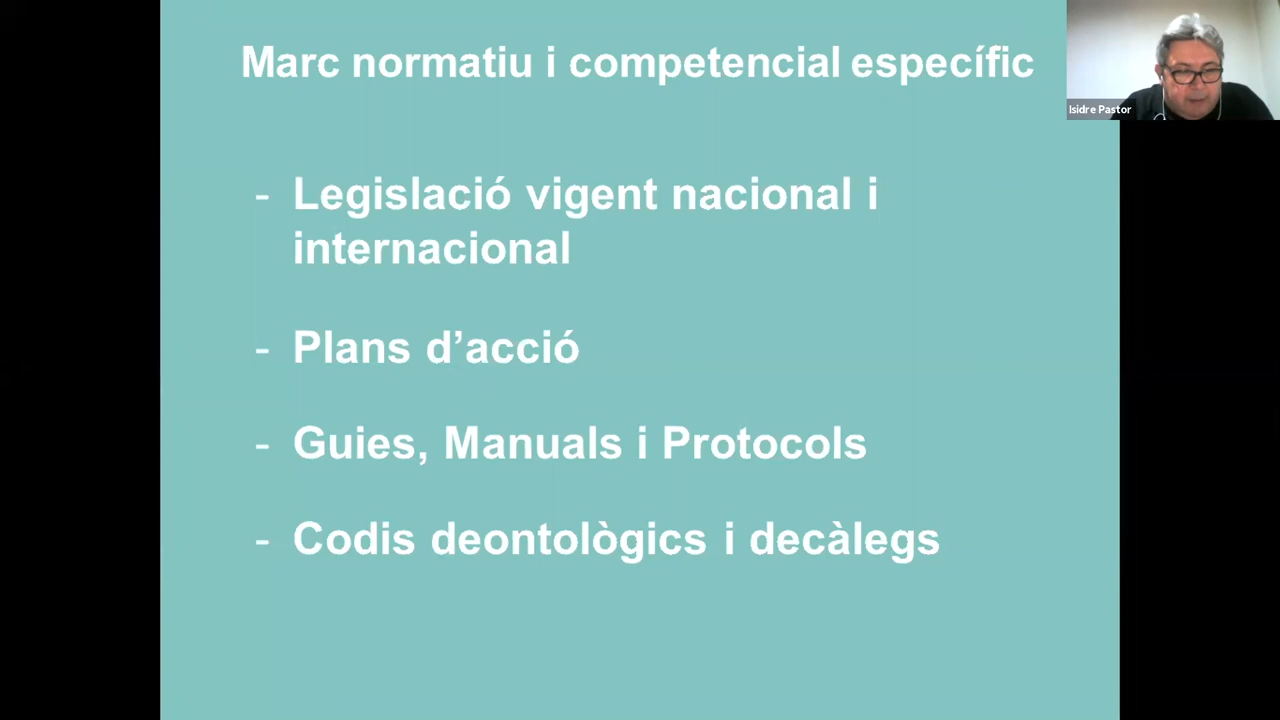 Marc normatiu i competencial específic
Isidre Pastor
- Legislació vigent nacional i
internacional
- Plans d’acció
- Guies, Manuals i Protocols
- Codis deontològics i decàlegs